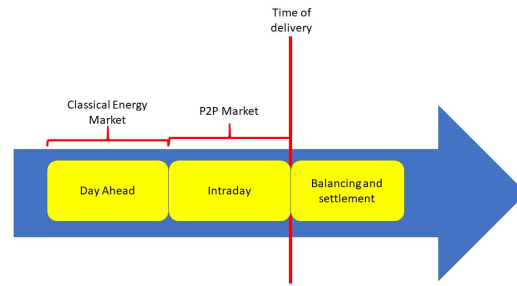 Time of
delivery
Classical Energy
Market
P2P Market
Day Ahead
Intraday
Balancing and
settlement